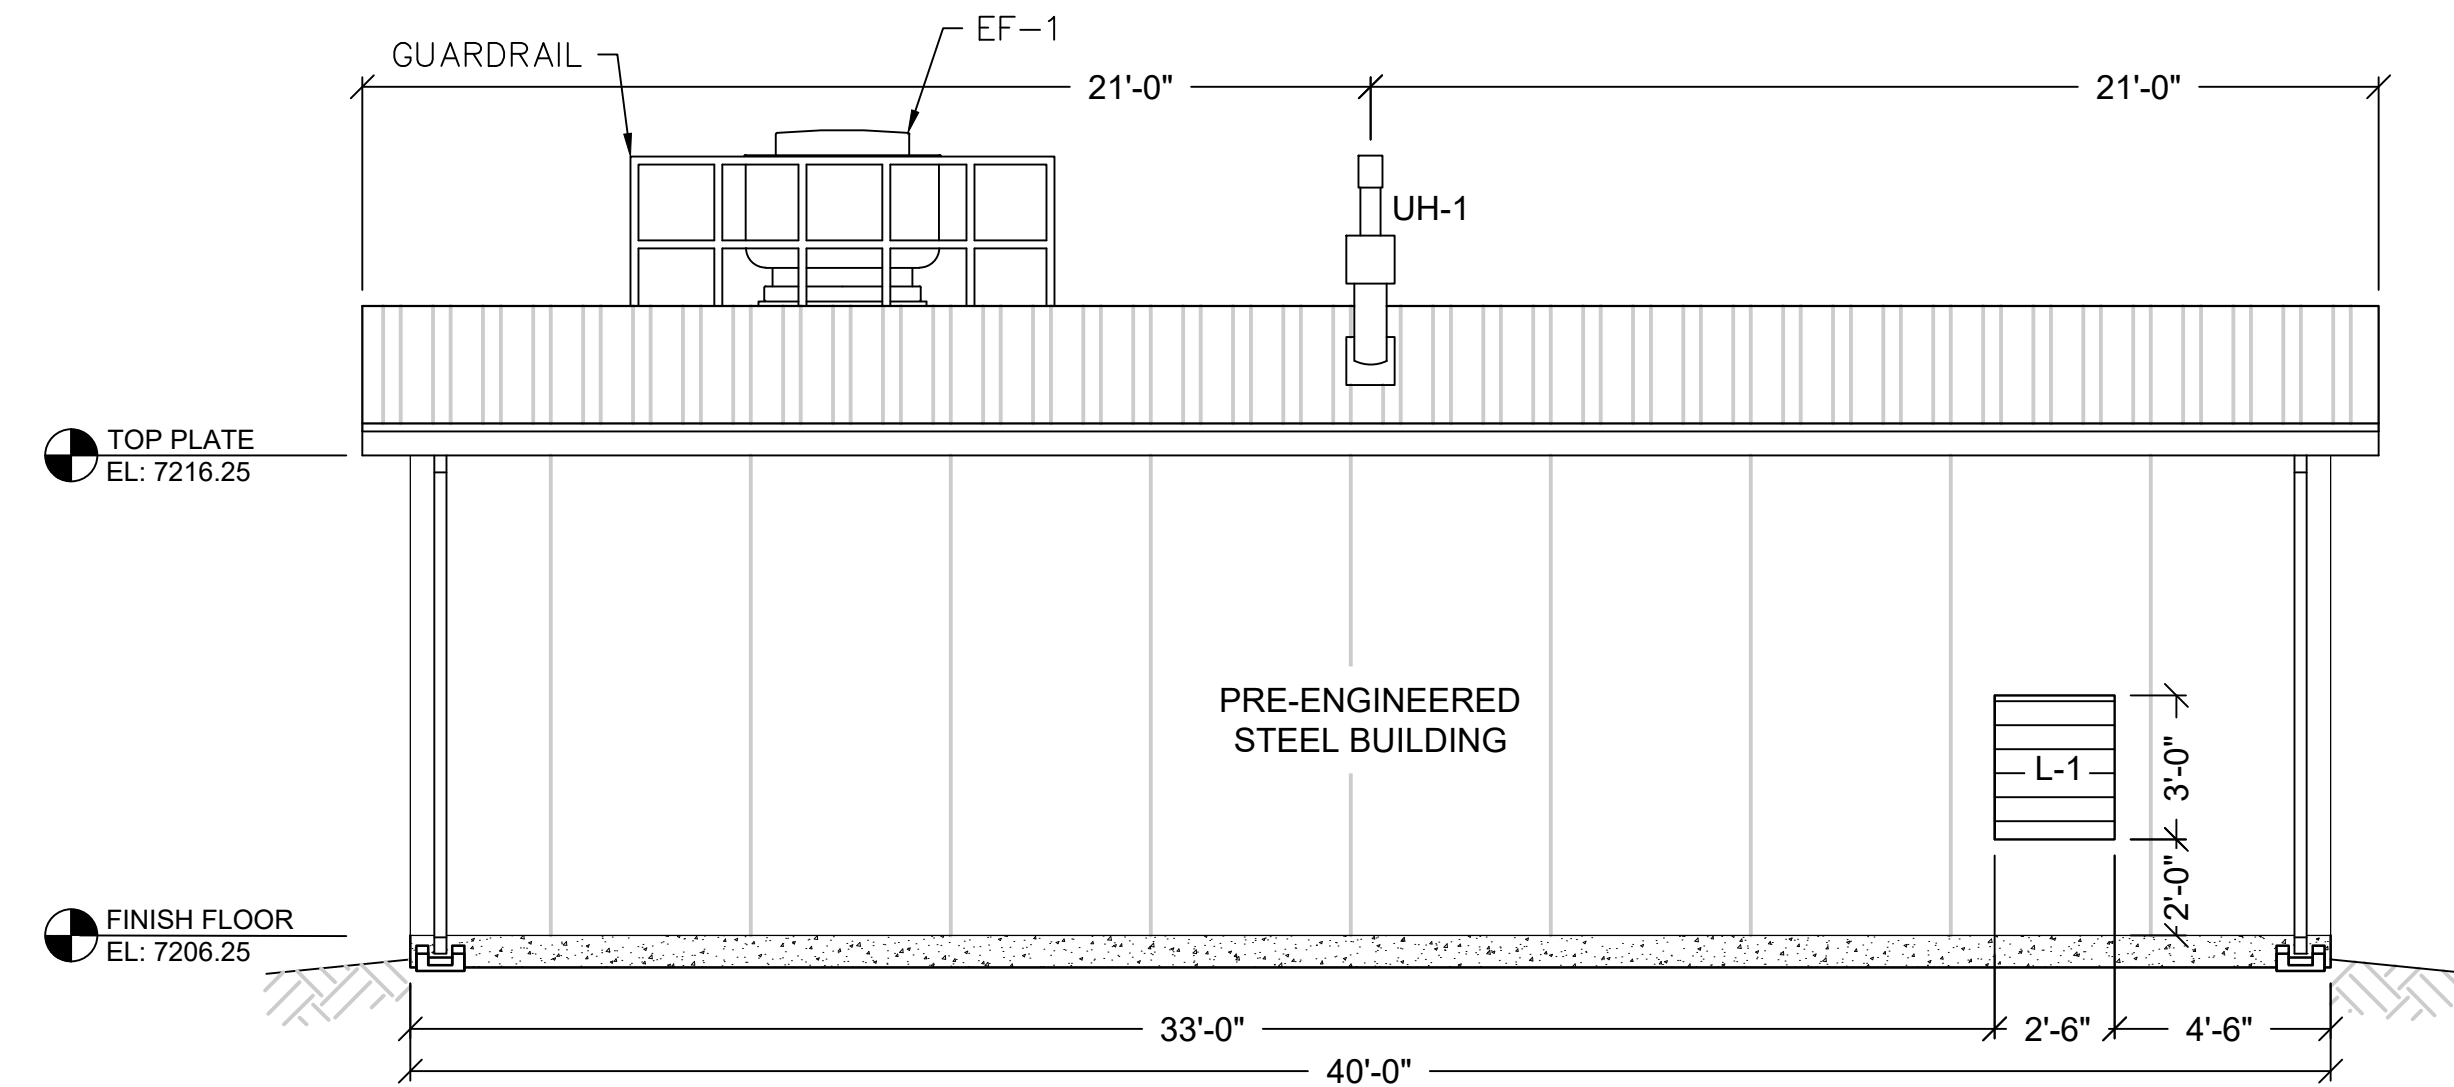 EF-1
GUARDRAIL
21'-0"
21'-0"
UH-1
TOP PLATE
EL: 7216.25
PRE-ENGINEERED
STEEL BUILDING
L-1
3'-0"
2'-0"
FINISH FLOOR
EL: 7206.25
33'-0"
2'-6"
4'-6"
40'-0"